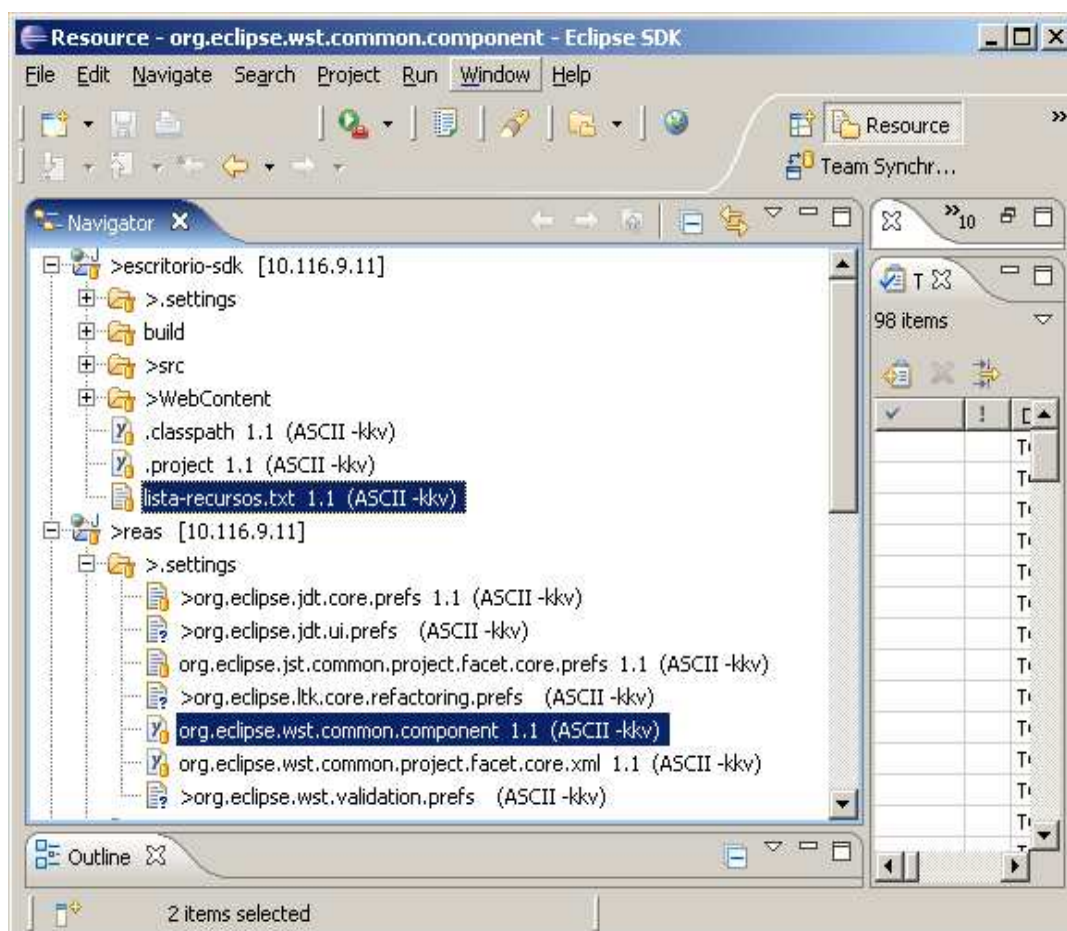 Resource - org.eclipse.wst.common.component - Eclipse SDK
File Edit Navigate Search Project Run Window Help
Resource
Team Synchr...
Navigator
>escritorio-sdk [10.116.9.11]
>.settings
build
>src
>WebContent
.classpath 1.1 (ASCII -kkv)
.project 1.1 (ASCII -kkv)
lista-recursos.txt 1.1 (ASCII -kkv)
>reas [10.116.9.11]
>.settings
>org.eclipse.jdt.core.prefs 1.1 (ASCII -kkv)
>org.eclipse.jdt.ui.prefs (ASCII -kkv)
org.eclipse.jst.common.project.facet.core.prefs 1.1 (ASCII -kkv)
>org.eclipse.ltk.core.refactoring.prefs (ASCII -kkv)
org.eclipse.wst.common.component 1.1 (ASCII -kkv)
org.eclipse.wst.common.project.facet.core.xml 1.1 (ASCII -kkv)
>org.eclipse.wst.validation.prefs (ASCII -kkv)
Outline
2 items selected
»10
T
98 items
!